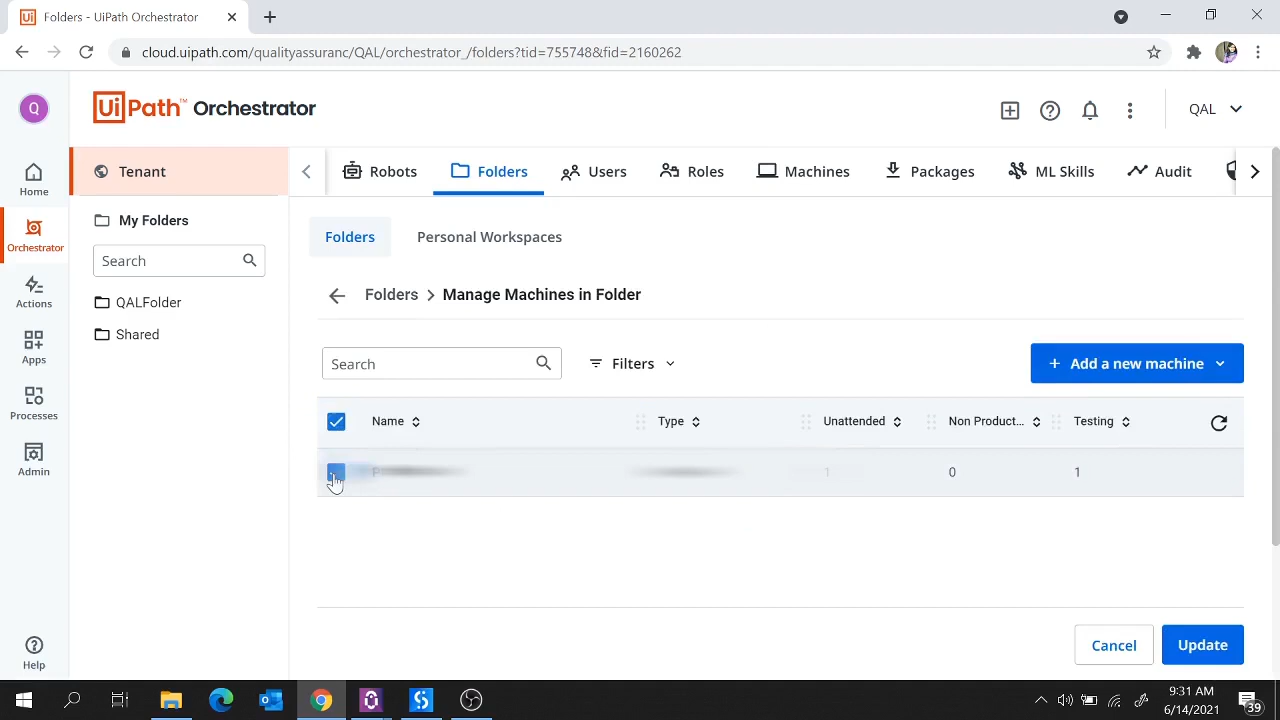 Ui Folders - UiPath Orchestrator
cloud.uipath.com/qualityassuranc/QAL/orchestrator_/folders?tid=755748&fid=2160262
Q
UiPath™ Orchestrator
QAL
Home
Orchestrator
Actions
Apps
Processes
Admin
Help
Tenant
My Folders
Search
QALFolder
Shared
Robots
Folders
Users
Roles
Machines
Packages
ML Skills
Audit
Folders
Personal Workspaces
Folders > Manage Machines in Folder
Search
Filters
+ Add a new machine
Name
Type
Unattended
Non Product...
Testing
1
0
1
Cancel
Update
9:31 AM
6/14/2021
39